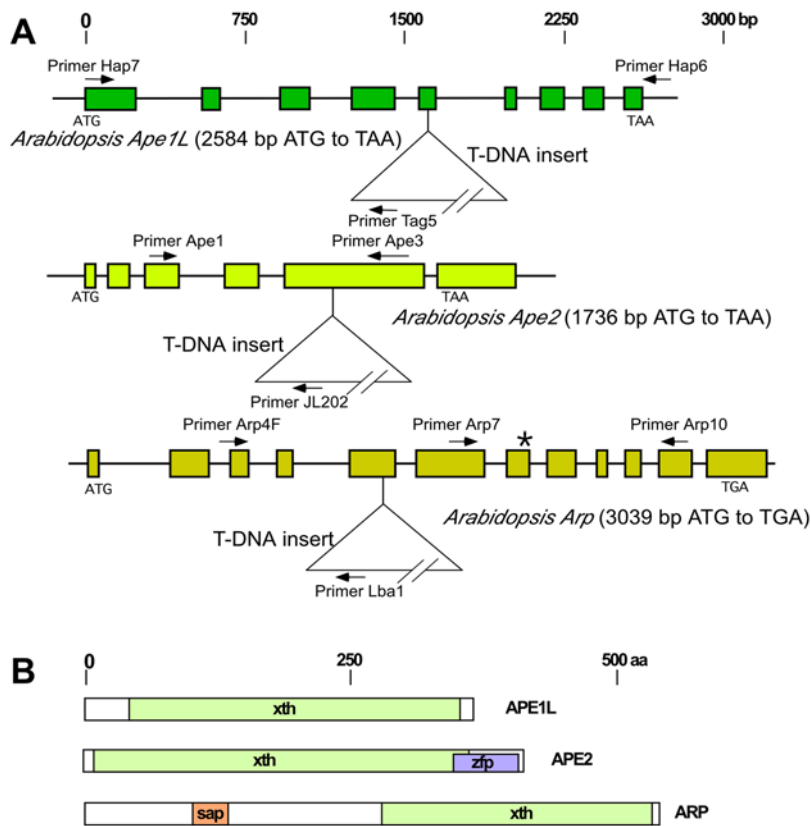 A
0 750 1500 2250 3000 bp
Primer Hap7 Primer Hap6
ATG TAA
Arabidopsis Ape1L (2584 bp ATG to TAA)
T-DNA insert
Primer Tag5
Primer Ape1 Primer Ape3
ATG TAA
Arabidopsis Ape2 (1736 bp ATG to TAA)
T-DNA insert
Primer JL202
Primer Arp4F Primer Arp7 * Primer Arp10
ATG TGA
Arabidopsis Arp (3039 bp ATG to TGA)
T-DNA insert
Primer Lba1
B
0 250 500 aa
xth APE1L
xth zfp APE2
sap xth ARP